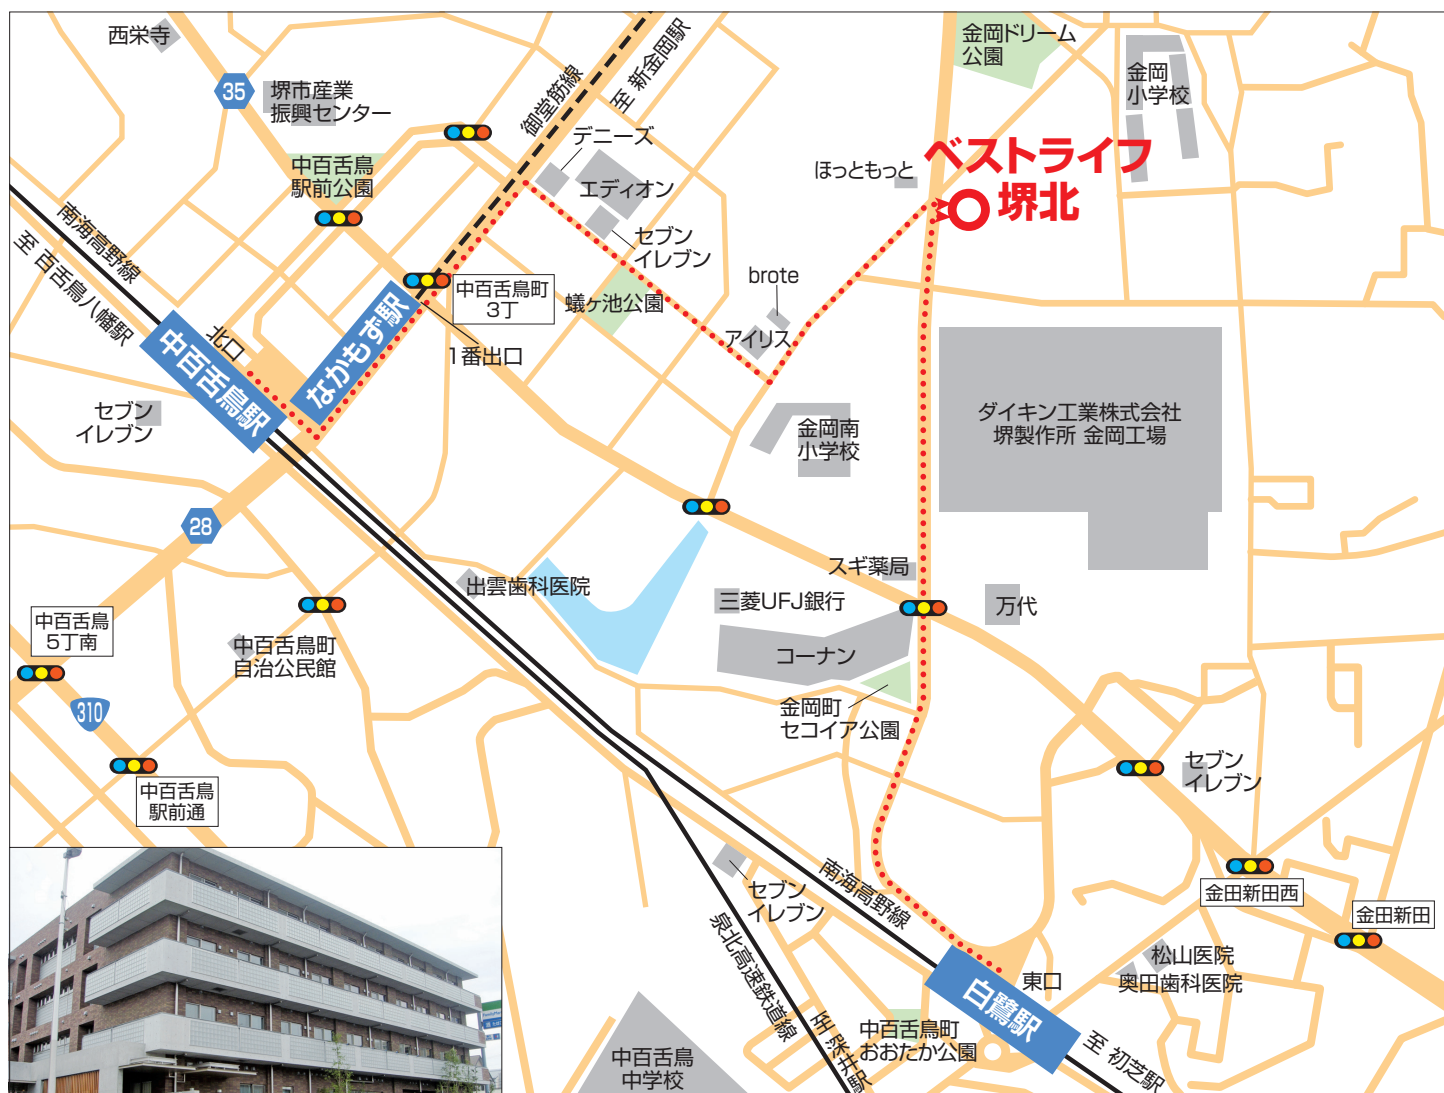 西栄寺
35
堺市産業
振興センター
中百舌鳥
駅前公園
御堂筋線
至 新金岡駅
デニーズ
エディオン
セブン
イレブン
金岡ドリーム
公園
金岡
小学校
ほっともっと
ベストライフ
堺北
南海高野線
至 百舌鳥八幡駅
北口
中百舌鳥駅
なかもず駅
中百舌鳥町
3丁
1番出口
蟻ヶ池公園
brote
アイリス
セブン
イレブン
金岡南
小学校
ダイキン工業株式会社
堺製作所 金岡工場
28
出雲歯科医院
スギ薬局
三菱UFJ銀行
万代
コーナン
中百舌鳥
5丁南
中百舌鳥町
自治公民館
310
金岡町
セコイア公園
中百舌鳥
駅前通
セブン
イレブン
セブン
イレブン
南海高野線
泉北高速鉄道線
至 深井駅
金田新田西
金田新田
松山医院
奥田歯科医院
東口
白鷺駅
至 初芝駅
中百舌鳥町
おおたか公園
中百舌鳥
中学校